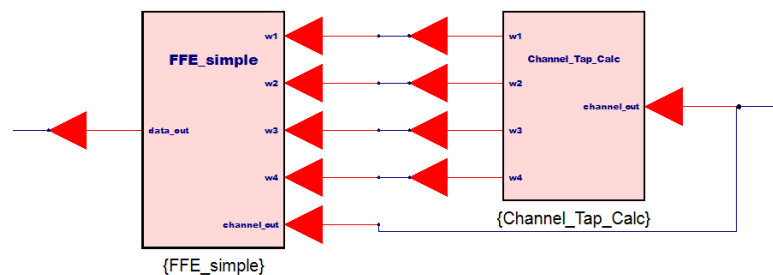 FFE_simple
w1
w2
w3
w4
data_out
channel_out
{FFE_simple}
Channel_Tap_Calc
w1
w2
w3
w4
channel_out
{Channel_Tap_Calc}